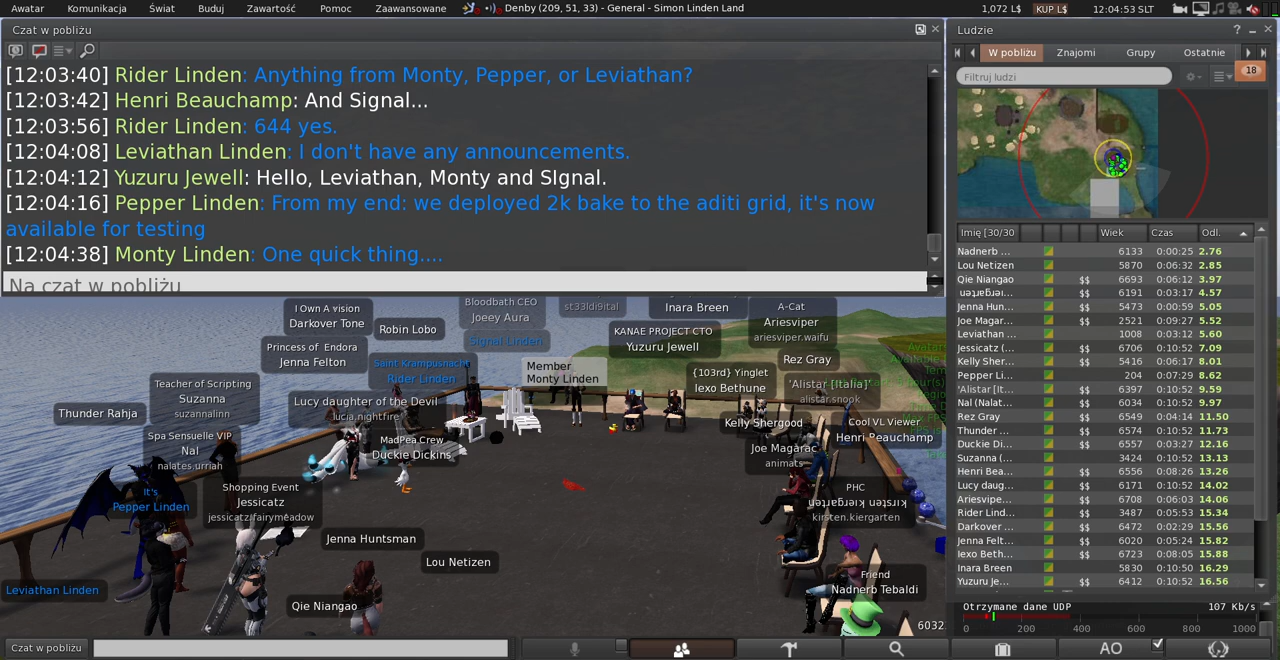 Awatar Komunikacja Świat Buduj Zawartość Pomoc Zaawansowane Denby (209, 51, 33) - General - Simon Linden Land 1,072 L$ KUP L$ 12:04:53 SLT
Czat w pobliżu
[12:03:40] Rider Linden: Anything from Monty, Pepper, or Leviathan?
[12:03:42] Henri Beauchamp: And Signal...
[12:03:56] Rider Linden: 644 yes.
[12:04:08] Leviathan Linden: I don't have any announcements.
[12:04:12] Yuzuru Jewell: Hello, Leviathan, Monty and SIgnal.
[12:04:16] Pepper Linden: From my end: we deployed 2k bake to the aditi grid, it's now
available for testing
[12:04:38] Monty Linden: One quick thing....
Na czat w pobliżu
I Own A vision
Darkover Tone
Robin Lobo
Bloodbath CEO
Joeey Aura
st33ldi9ital
Inara Breen
A-Cat
Ariesviper
ariesviper.waifu
Signal Linden
KANAE PROJECT CTO
Yuzuru Jewell
Princess of Endora
Jenna Felton
Saint Krampusnacht
Rider Linden
Member
Monty Linden
Rez Gray
{103rd} Yinglet
Iexo Bethune
'Alistar [Italia]'
alistar.snook
Teacher of Scripting
Suzanna
suzannalinn
Lucy daughter of the Devil
lucia.nightfire
Thunder Rahja
Kelly Shergood
Cool VL Viewer
Henri Beauchamp
Spa Sensuelle VIP
Nal
nalates.urriah
MadPea Crew
Duckie Dickins
Joe Magarac
animats
It's
Pepper Linden
Shopping Event
Jessicatz
jessicatz.fairymeadow
PHC
kirsten.kiergarten
Jenna Huntsman
Lou Netizen
Leviathan Linden
Qie Niangao
Friend
Nadnerb Tebaldi
6032
Czat w pobliżu
AO
Ludzie
W pobliżu Znajomi Grupy Ostatnie
Filtruj ludzi
18
Imię [30/30 Wiek Czas Odl.
Nadnerb ... 6133 0:00:25 2.76
Lou Netizen 5870 0:06:32 2.85
Qie Niangao $$ 6693 0:06:12 3.97
$$ 6191 0:03:17 4.57
Jenna Hun... $$ 5473 0:00:59 5.05
Joe Magar... $$ 2521 0:09:27 5.52
Leviathan ... 1008 0:03:12 5.60
Jessicatz (... $$ 6706 0:10:52 7.09
Kelly Sher... $$ 5416 0:06:17 8.01
Pepper Li... 204 0:07:29 8.62
'Alistar [It... $$ 6397 0:10:52 9.59
Nal (Nalat... $$ 6034 0:10:52 9.97
Rez Gray $$ 6549 0:04:14 11.50
Thunder ... $$ 6574 0:10:52 11.73
Duckie Di... $$ 6557 0:03:27 12.16
Suzanna (... 3424 0:10:52 13.13
Henri Bea... $$ 6556 0:08:26 13.26
Lucy daug... $$ 6171 0:10:52 14.02
Ariesvipe... $$ 6708 0:06:03 14.06
Rider Lind... $$ 3487 0:05:53 15.34
Darkover ... $$ 6472 0:02:29 15.56
Jenna Felt... $$ 6020 0:05:24 15.82
Iexo Beth... $$ 6723 0:08:05 15.88
Inara Breen 5830 0:10:50 16.29
Yuzuru Je... $$ 6412 0:10:52 16.56
Otrzymane dane UDP 107 Kb/s
0 200 400 600 800 1000